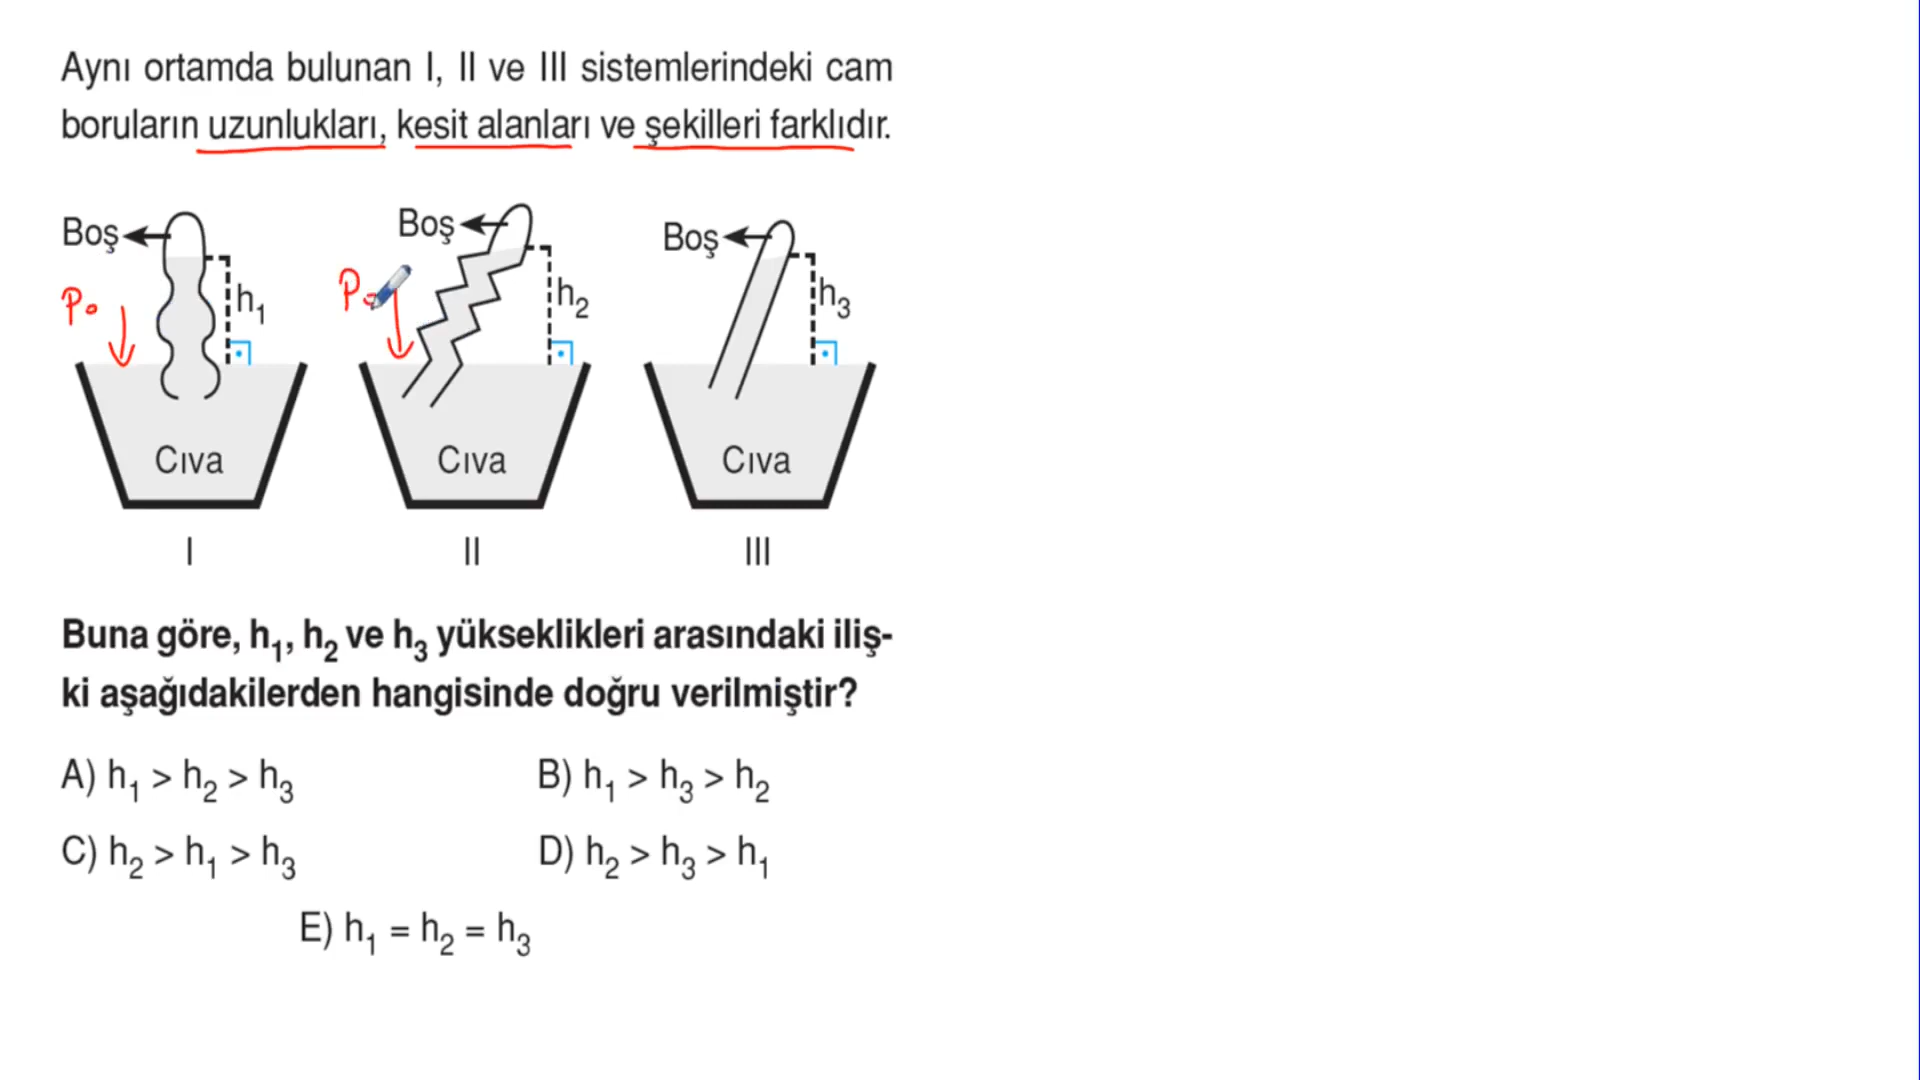 Aynı ortamda bulunan I, II ve III sistemlerindeki cam
boruların uzunlukları, kesit alanları ve şekilleri farklıdır.
Boş Boş Boş
P₀ h₁ P₀ h₂ h₃
Cıva Cıva Cıva
I II III
Buna göre, h₁, h₂ ve h₃ yükseklikleri arasındaki iliş-
ki aşağıdakilerden hangisinde doğru verilmiştir?
A) h₁ > h₂ > h₃ B) h₁ > h₃ > h₂
C) h₂ > h₁ > h₃ D) h₂ > h₃ > h₁
E) h₁ = h₂ = h₃